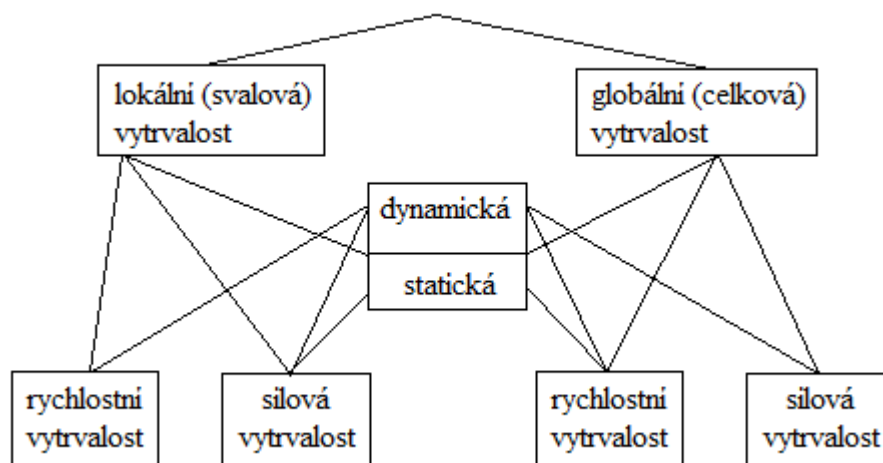 lokální (svalová)
vytrvalost
globální (celková)
vytrvalost
dynamická
statická
rychlostní
vytrvalost
silová
vytrvalost
rychlostní
vytrvalost
silová
vytrvalost